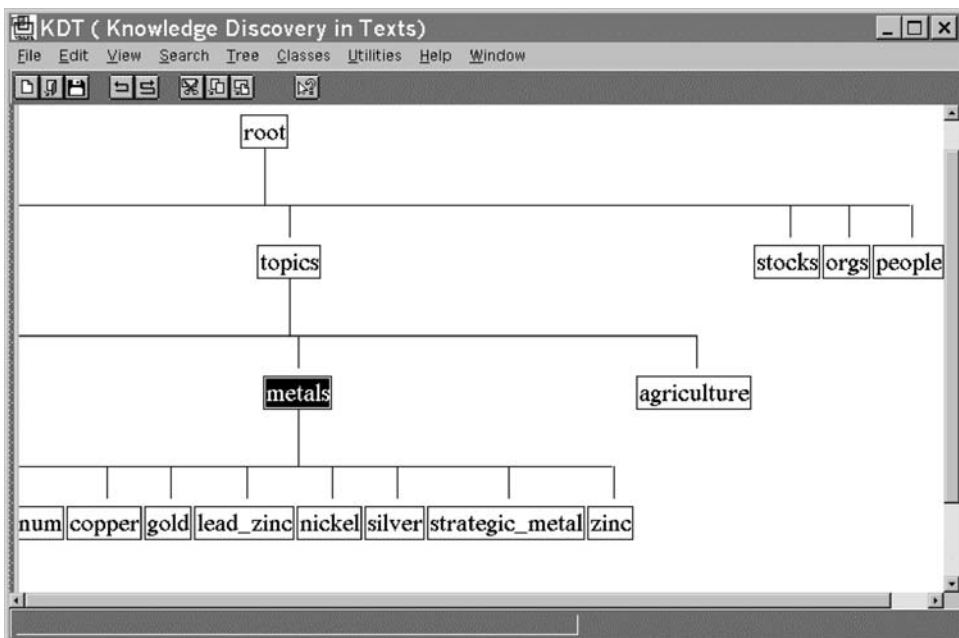 KDT ( Knowledge Discovery in Texts)
File Edit View Search Tree Classes Utilities Help Window
root
topics stocks orgs people
metals agriculture
num copper gold lead_zinc nickel silver strategic_metal zinc